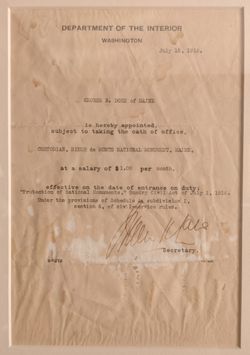 DEPARTMENT OF THE INTERIOR
WASHINGTON
July 10, 1916.
GEORGE B. DORR of MAINE
is hereby appointed,
subject to taking the oath of office,
CUSTODIAN, SIEUR de MONTS NATIONAL MONUMENT, MAINE,
at a salary of $1.00 per month,
effective on the date of entrance on duty:
"Protection of National Monuments," Sundry Civil Act of July 1, 1916.
Under the provisions of Schedule A, subdivision I,
section 4, of civil-service rules.
Secretary.